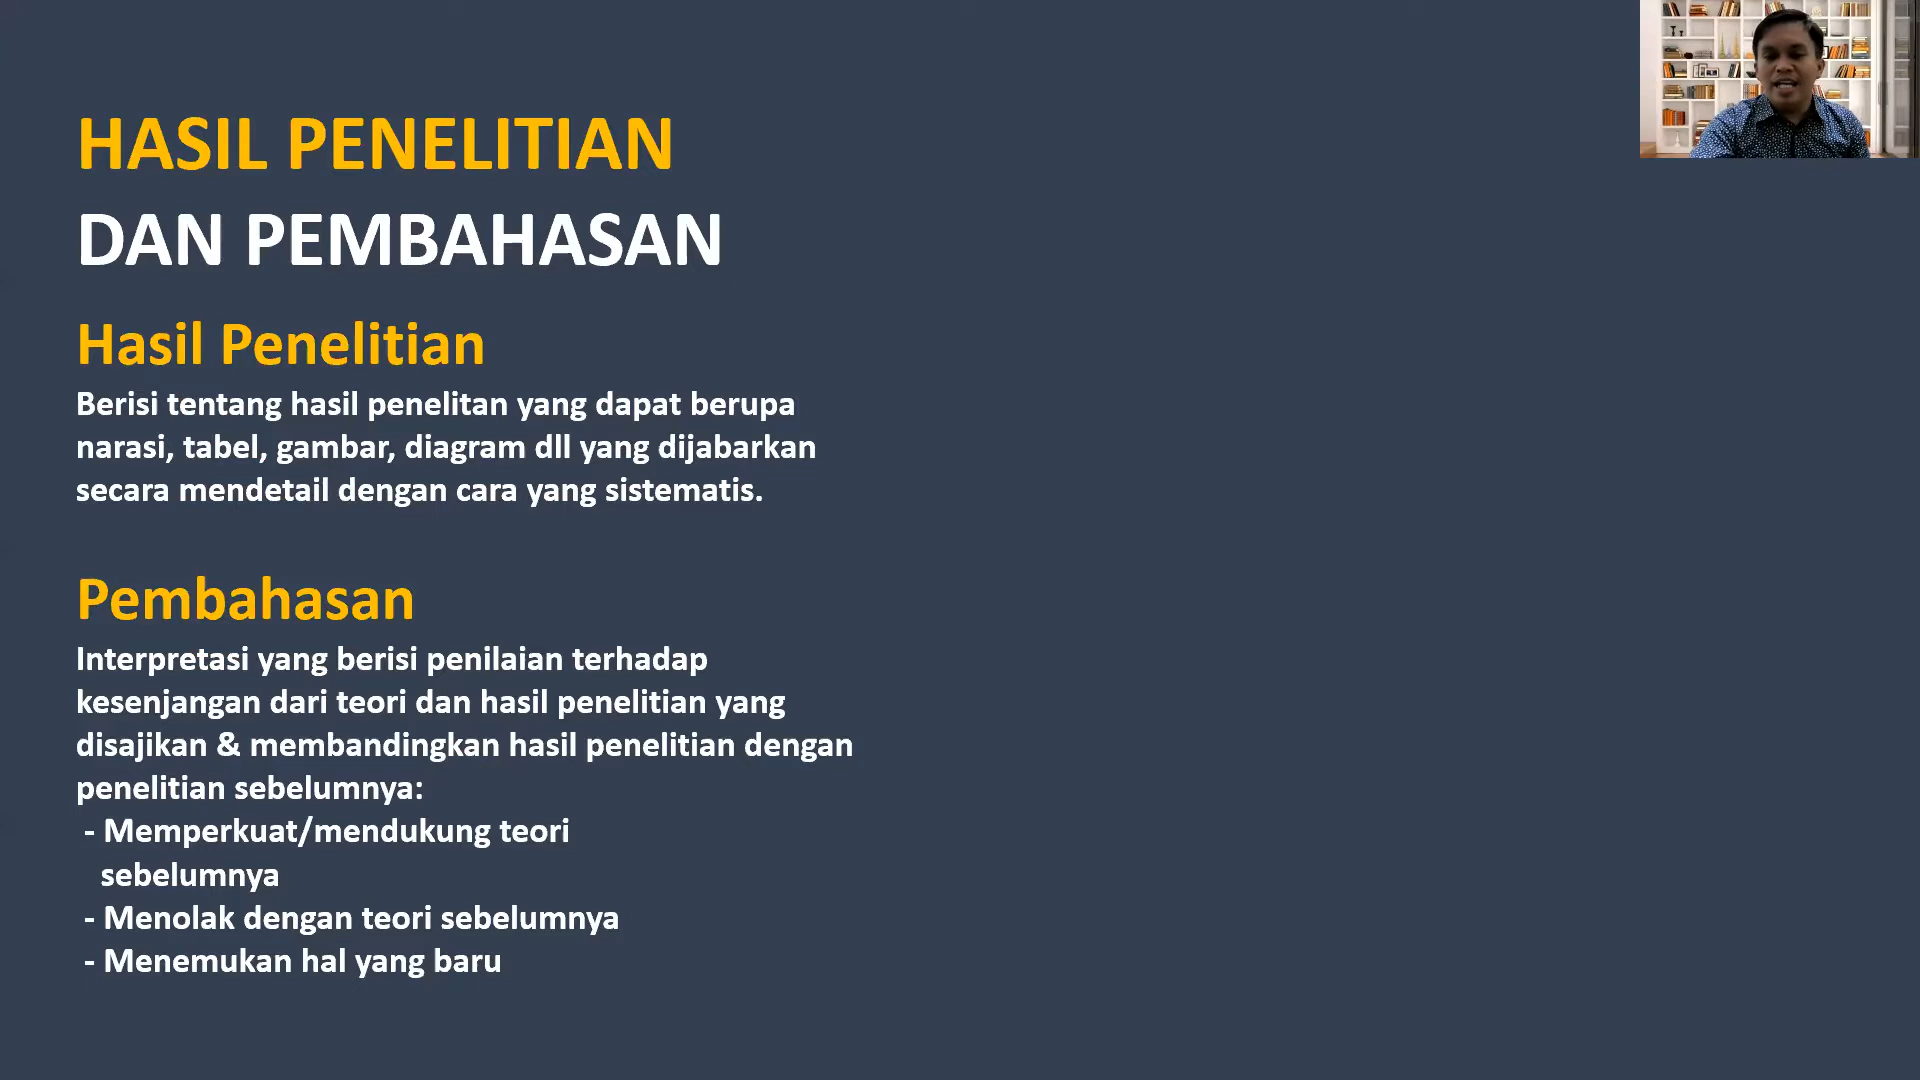 HASIL PENELITIAN
DAN PEMBAHASAN
Hasil Penelitian
Berisi tentang hasil penelitan yang dapat berupa
narasi, tabel, gambar, diagram dll yang dijabarkan
secara mendetail dengan cara yang sistematis.
Pembahasan
Interpretasi yang berisi penilaian terhadap
kesenjangan dari teori dan hasil penelitian yang
disajikan & membandingkan hasil penelitian dengan
penelitian sebelumnya:
- Memperkuat/mendukung teori
sebelumnya
- Menolak dengan teori sebelumnya
- Menemukan hal yang baru